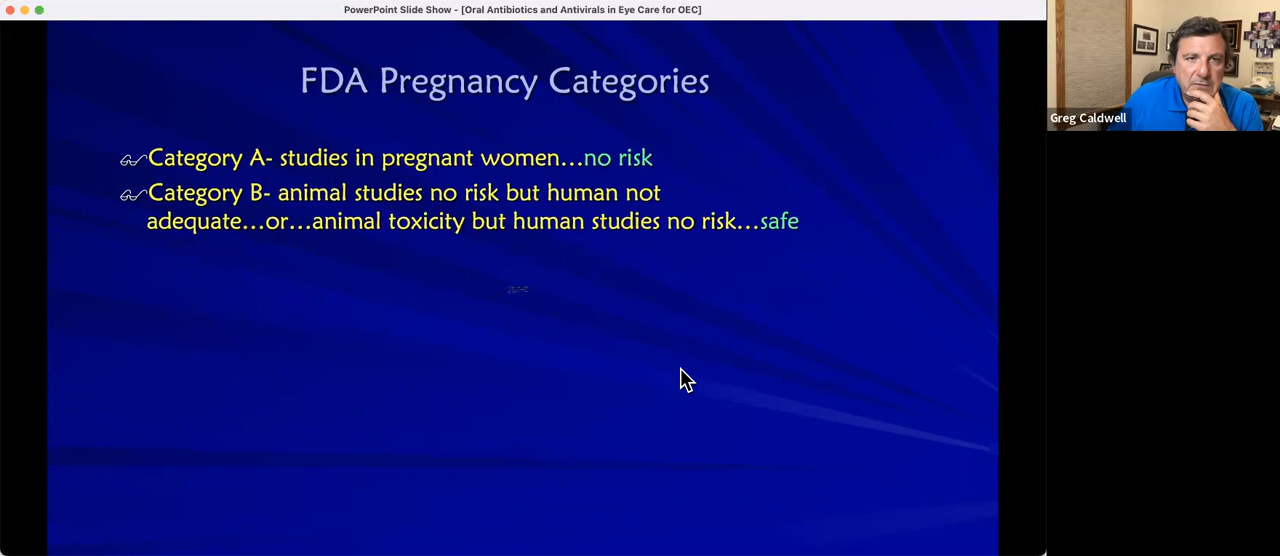 PowerPoint Slide Show - [Oral Antibiotics and Antivirals in Eye Care for OEC]
FDA Pregnancy Categories
Category A- studies in pregnant women…no risk
Category B- animal studies no risk but human not
adequate…or…animal toxicity but human studies no risk…safe
Greg Caldwell